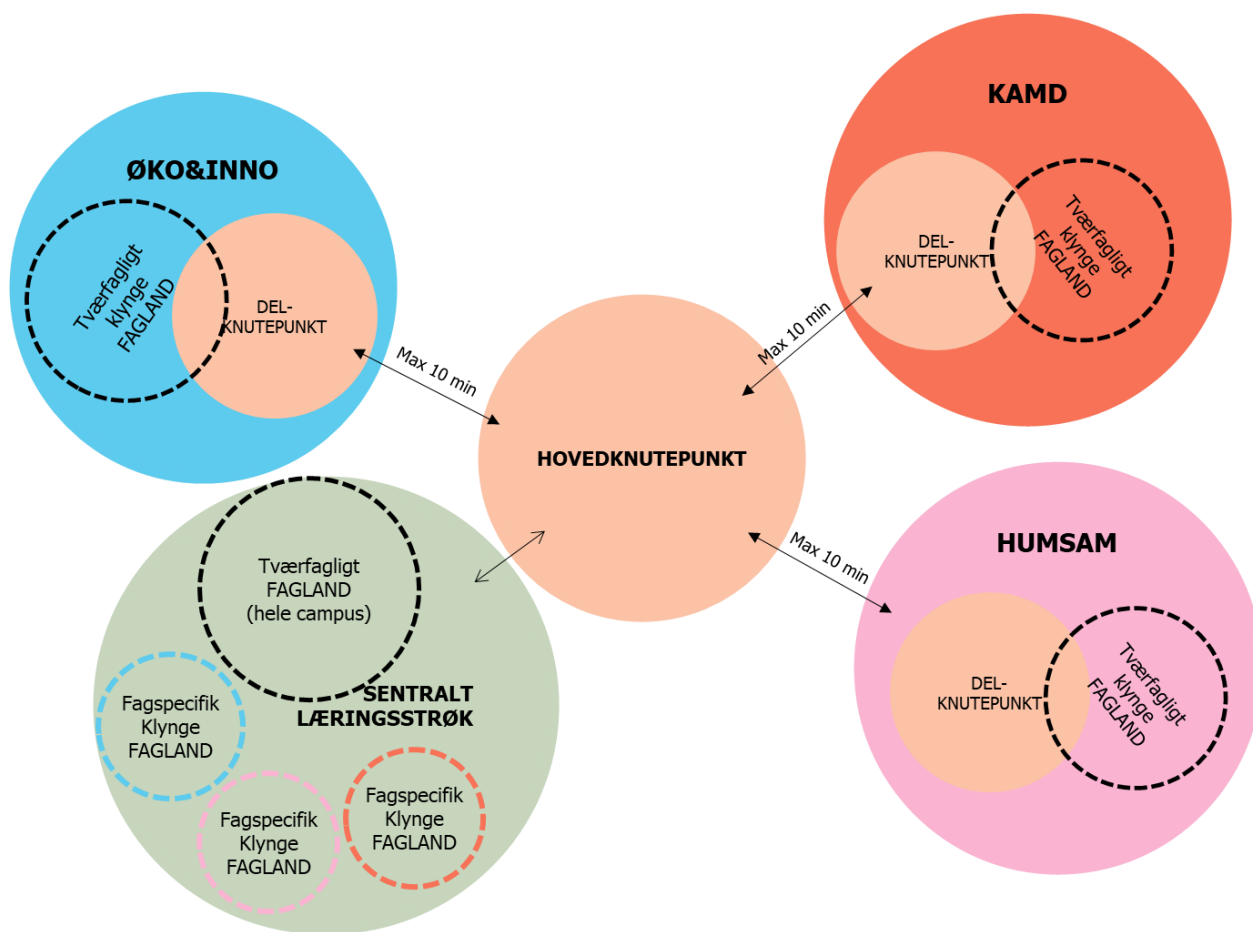 KAMD
DEL-
KNUTEPUNKT
Tværfagligt
klynge
FAGLAND
ØKO&INNO
Tværfagligt
klynge
FAGLAND
DEL-
KNUTEPUNKT
Max 10 min
Max 10 min
HOVEDKNUTEPUNKT
Max 10 min
HUMSAM
DEL-
KNUTEPUNKT
Tværfagligt
klynge
FAGLAND
Tværfagligt
FAGLAND
(hele campus)
SENTRALT
LÆRINGSSTRØK
Fagspecifik
Klynge
FAGLAND
Fagspecifik
Klynge
FAGLAND
Fagspecifik
Klynge
FAGLAND